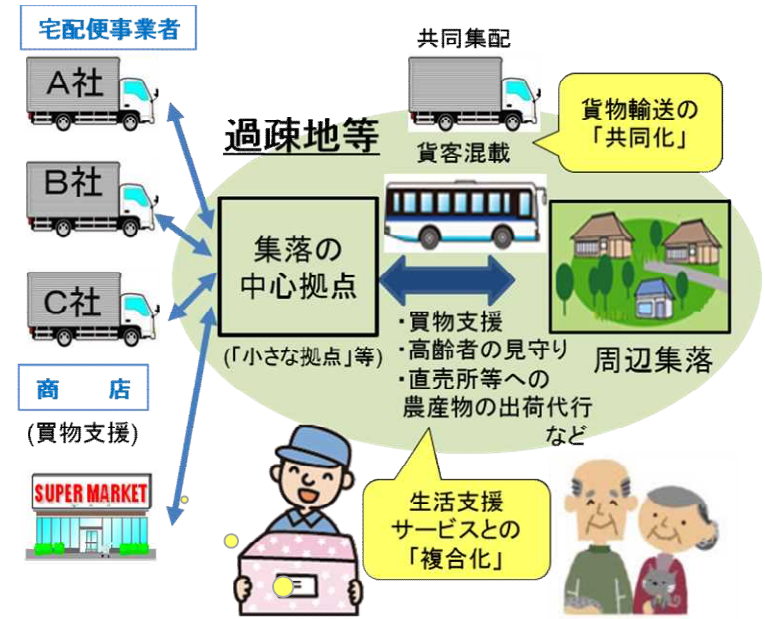 宅配便事業者
A社
B社
C社
商　店
(買物支援)
SUPER MARKET
過疎地等
集落の
中心拠点
(「小さな拠点」等)
共同集配
貨客混載
貨物輸送の
「共同化」
・買物支援
・高齢者の見守り
・直売所等への
農産物の出荷代行
など
周辺集落
生活支援
サービスとの
「複合化」